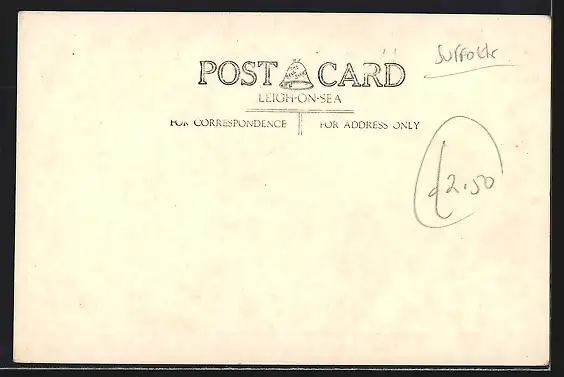 Suffolk
POST CARD
LEIGH-ON-SEA
FOR CORRESPONDENCE FOR ADDRESS ONLY
£2.50